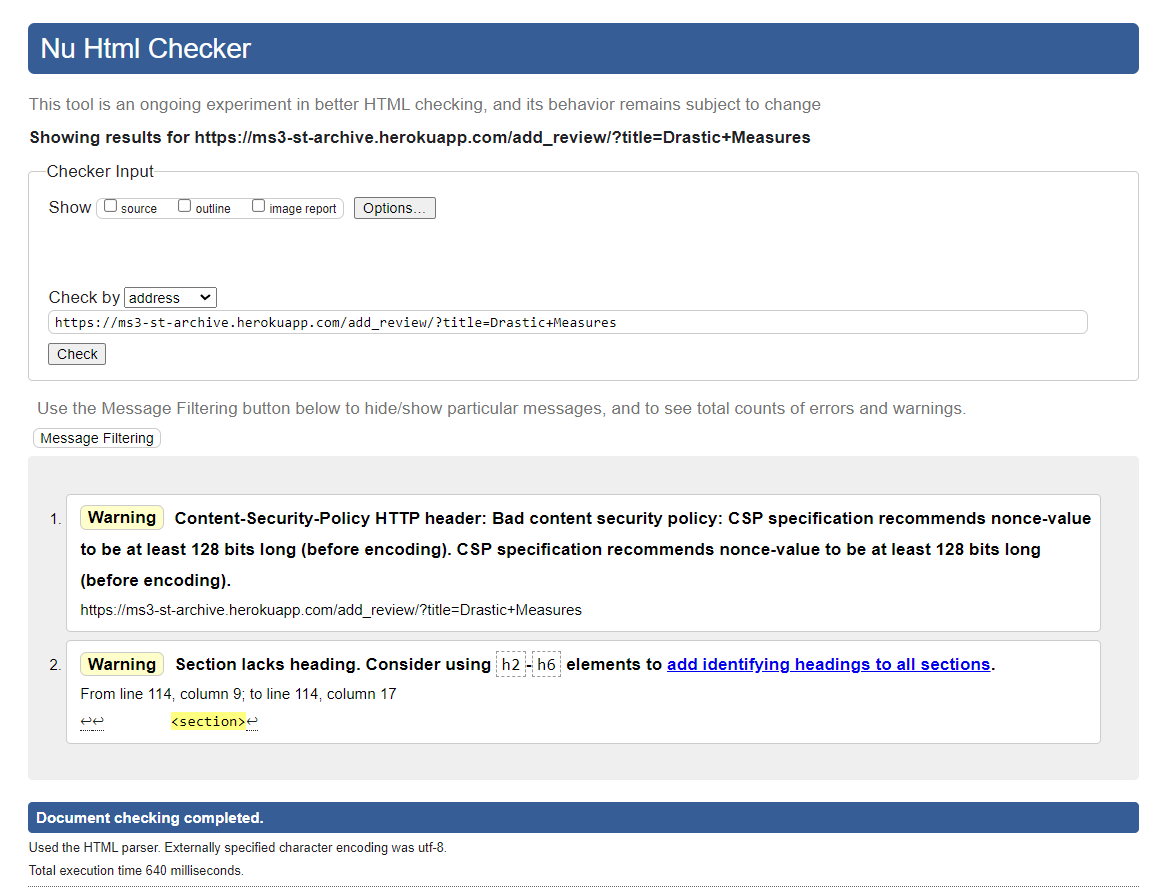 Nu Html Checker
This tool is an ongoing experiment in better HTML checking, and its behavior remains subject to change
Showing results for https://ms3-st-archive.herokuapp.com/add_review/?title=Drastic+Measures
Checker Input
Show source outline image report Options...
Check by address
https://ms3-st-archive.herokuapp.com/add_review/?title=Drastic+Measures
Check
Use the Message Filtering button below to hide/show particular messages, and to see total counts of errors and warnings.
Message Filtering
1. Warning Content-Security-Policy HTTP header: Bad content security policy: CSP specification recommends nonce-value
to be at least 128 bits long (before encoding). CSP specification recommends nonce-value to be at least 128 bits long
(before encoding).
https://ms3-st-archive.herokuapp.com/add_review/?title=Drastic+Measures
2. Warning Section lacks heading. Consider using h2-h6 elements to add identifying headings to all sections.
From line 114, column 9; to line 114, column 17
↩↩ <section>↩
Document checking completed.
Used the HTML parser. Externally specified character encoding was utf-8.
Total execution time 640 milliseconds.